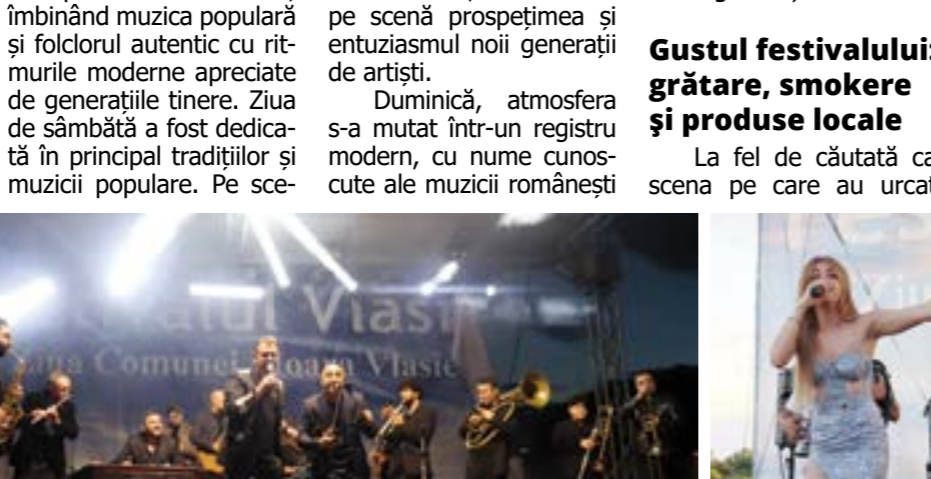 îmbinând muzica populară
și folclorul autentic cu rit-
murile moderne apreciate
de generațiile tinere. Ziua
de sâmbătă a fost dedica-
tă în principal tradițiilor și
muzicii populare. Pe sce-
pe scenă prospețimea și
entuziasmul noii generații
de artiști.
Duminică, atmosfera
s-a mutat într-un registru
modern, cu nume cunos-
cute ale muzicii românești
Gustul festivalului:
grătare, smokere
și produse locale
La fel de căutată ca
scena pe care au urcat
Vlasi
Comunei Moara Vlasie